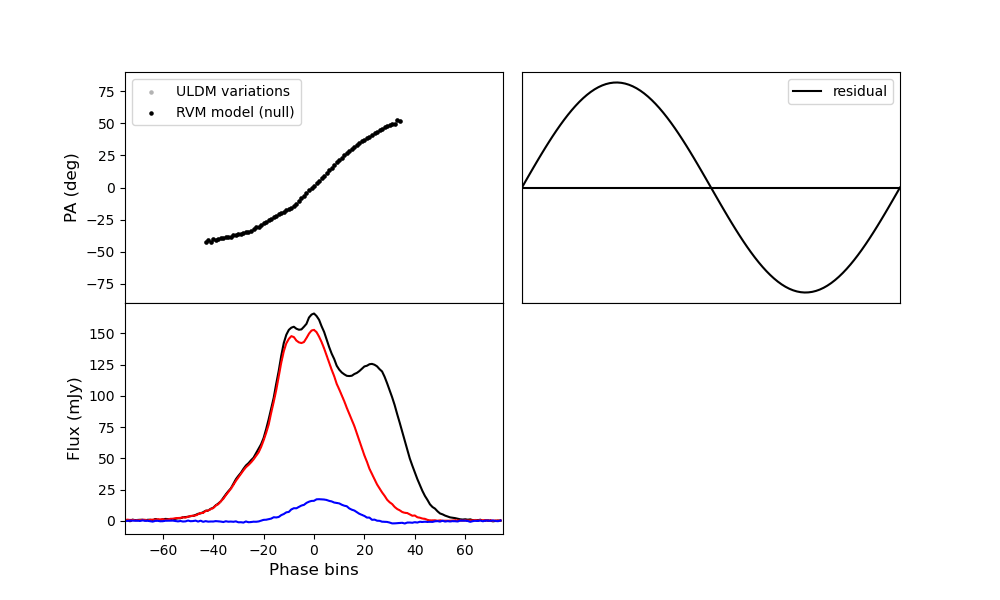 ULDM variations
RVM model (null)
residual
PA (deg)
75
50
25
0
−25
−50
−75
Flux (mJy)
150
125
100
75
50
25
0
−60 −40 −20 0 20 40 60
Phase bins